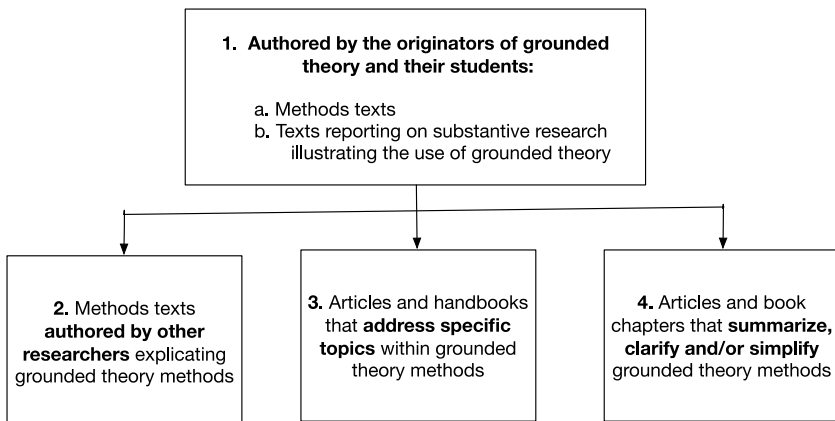 1. Authored by the originators of grounded
theory and their students:
a. Methods texts
b. Texts reporting on substantive research
illustrating the use of grounded theory
2. Methods texts
authored by other
researchers explicating
grounded theory methods
3. Articles and handbooks
that address specific
topics within grounded
theory methods
4. Articles and book
chapters that summarize,
clarify and/or simplify
grounded theory methods